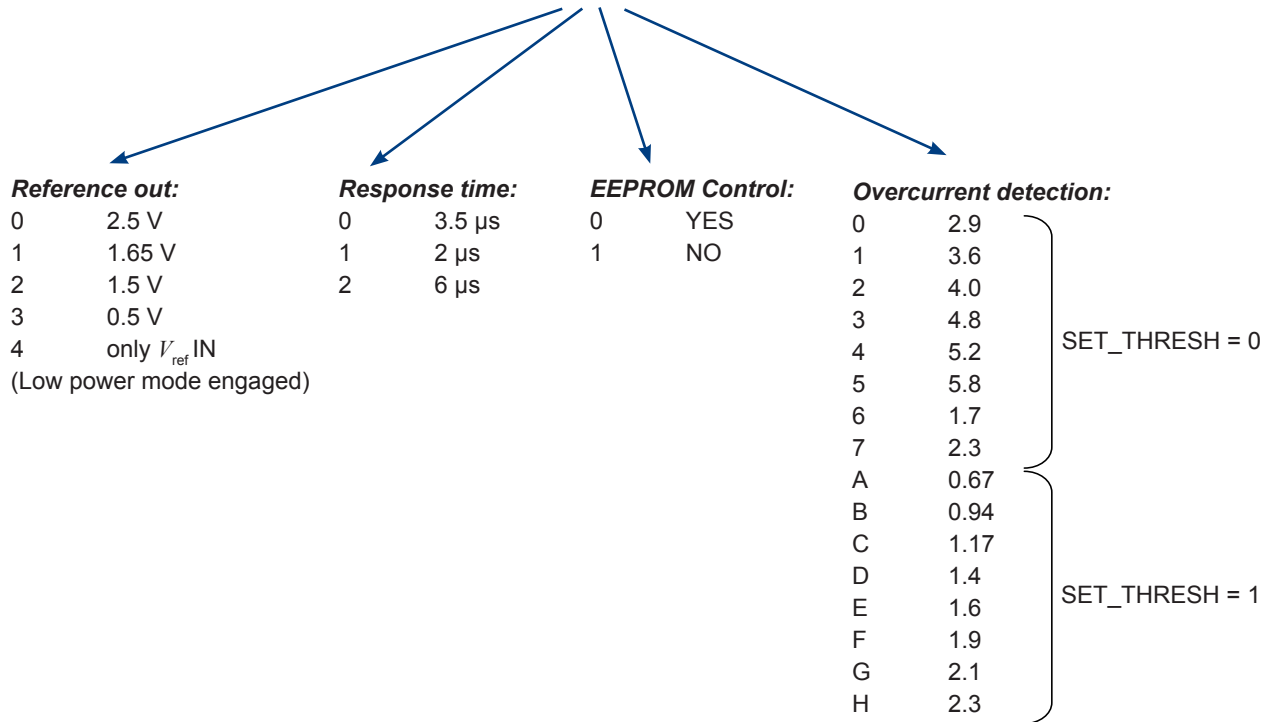 Reference out:
0 2.5 V
1 1.65 V
2 1.5 V
3 0.5 V
4 only Vref IN
(Low power mode engaged)
Response time:
0 3.5 µs
1 2 µs
2 6 µs
EEPROM Control:
0 YES
1 NO
Overcurrent detection:
0 2.9
1 3.6
2 4.0
3 4.8
4 5.2
5 5.8
6 1.7
7 2.3
SET_THRESH = 0
A 0.67
B 0.94
C 1.17
D 1.4
E 1.6
F 1.9
G 2.1
H 2.3
SET_THRESH = 1